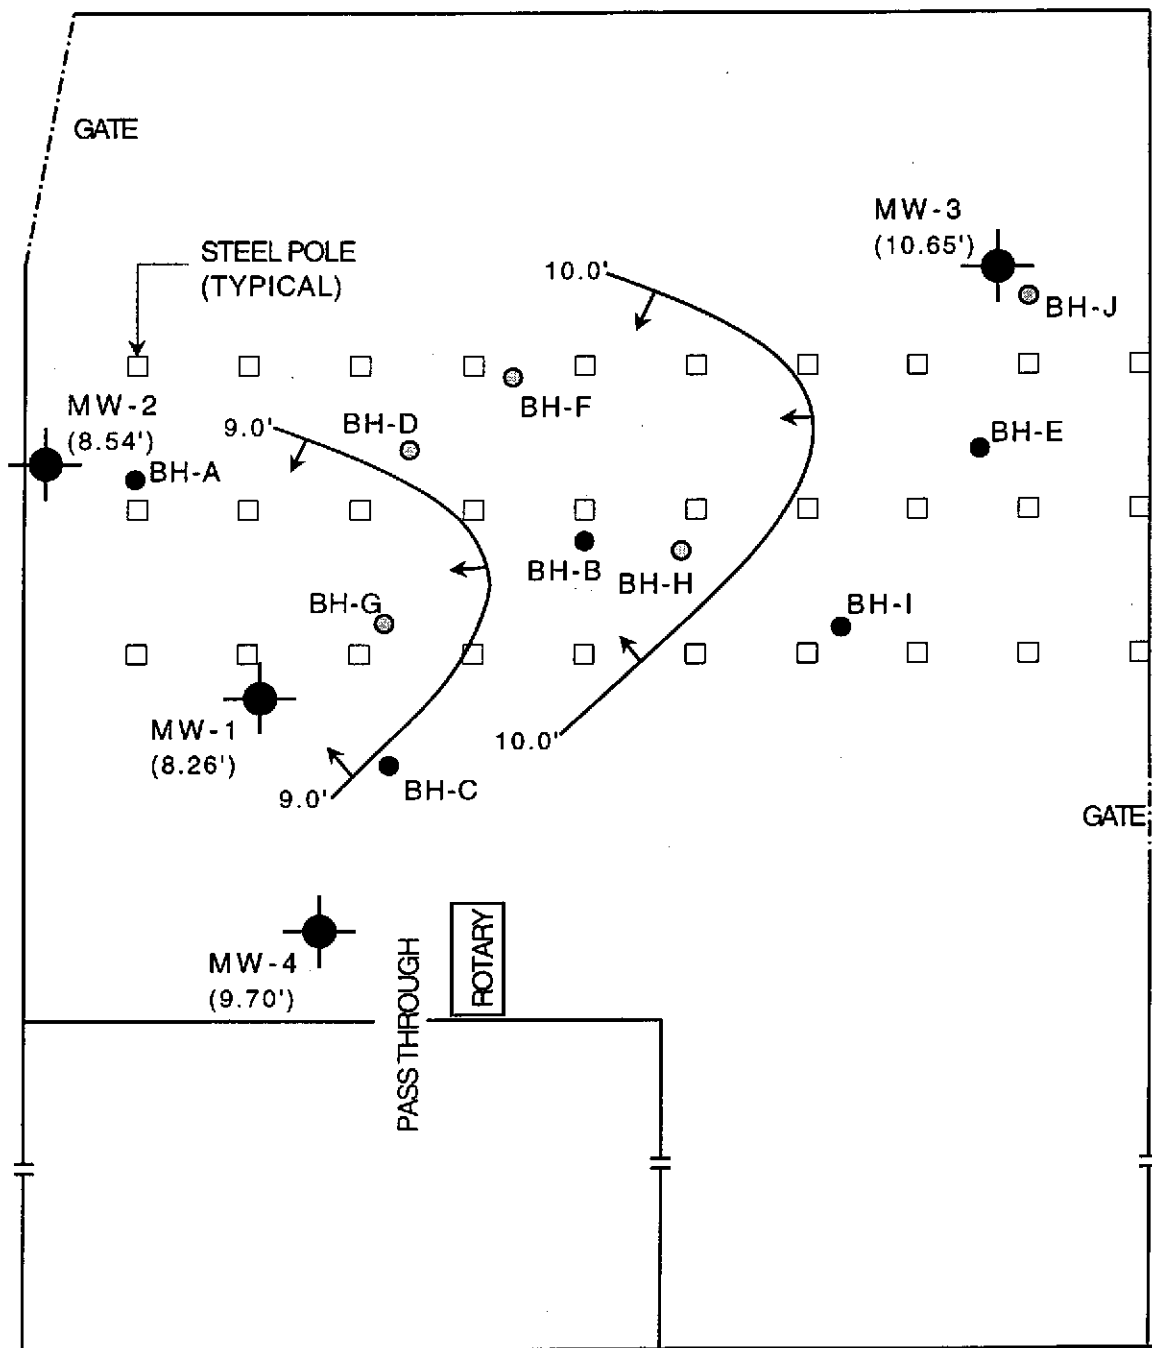 GATE
MW-3
(10.65')
STEEL POLE
(TYPICAL)
10.0'
BH-J
MW-2
(8.54')
BH-F
9.0'
BH-D
BH-E
BH-A
BH-B
BH-H
BH-G
BH-I
MW-1
(8.26')
10.0'
9.0'
BH-C
GATE
MW-4
(9.70')
PASS THROUGH
ROTARY